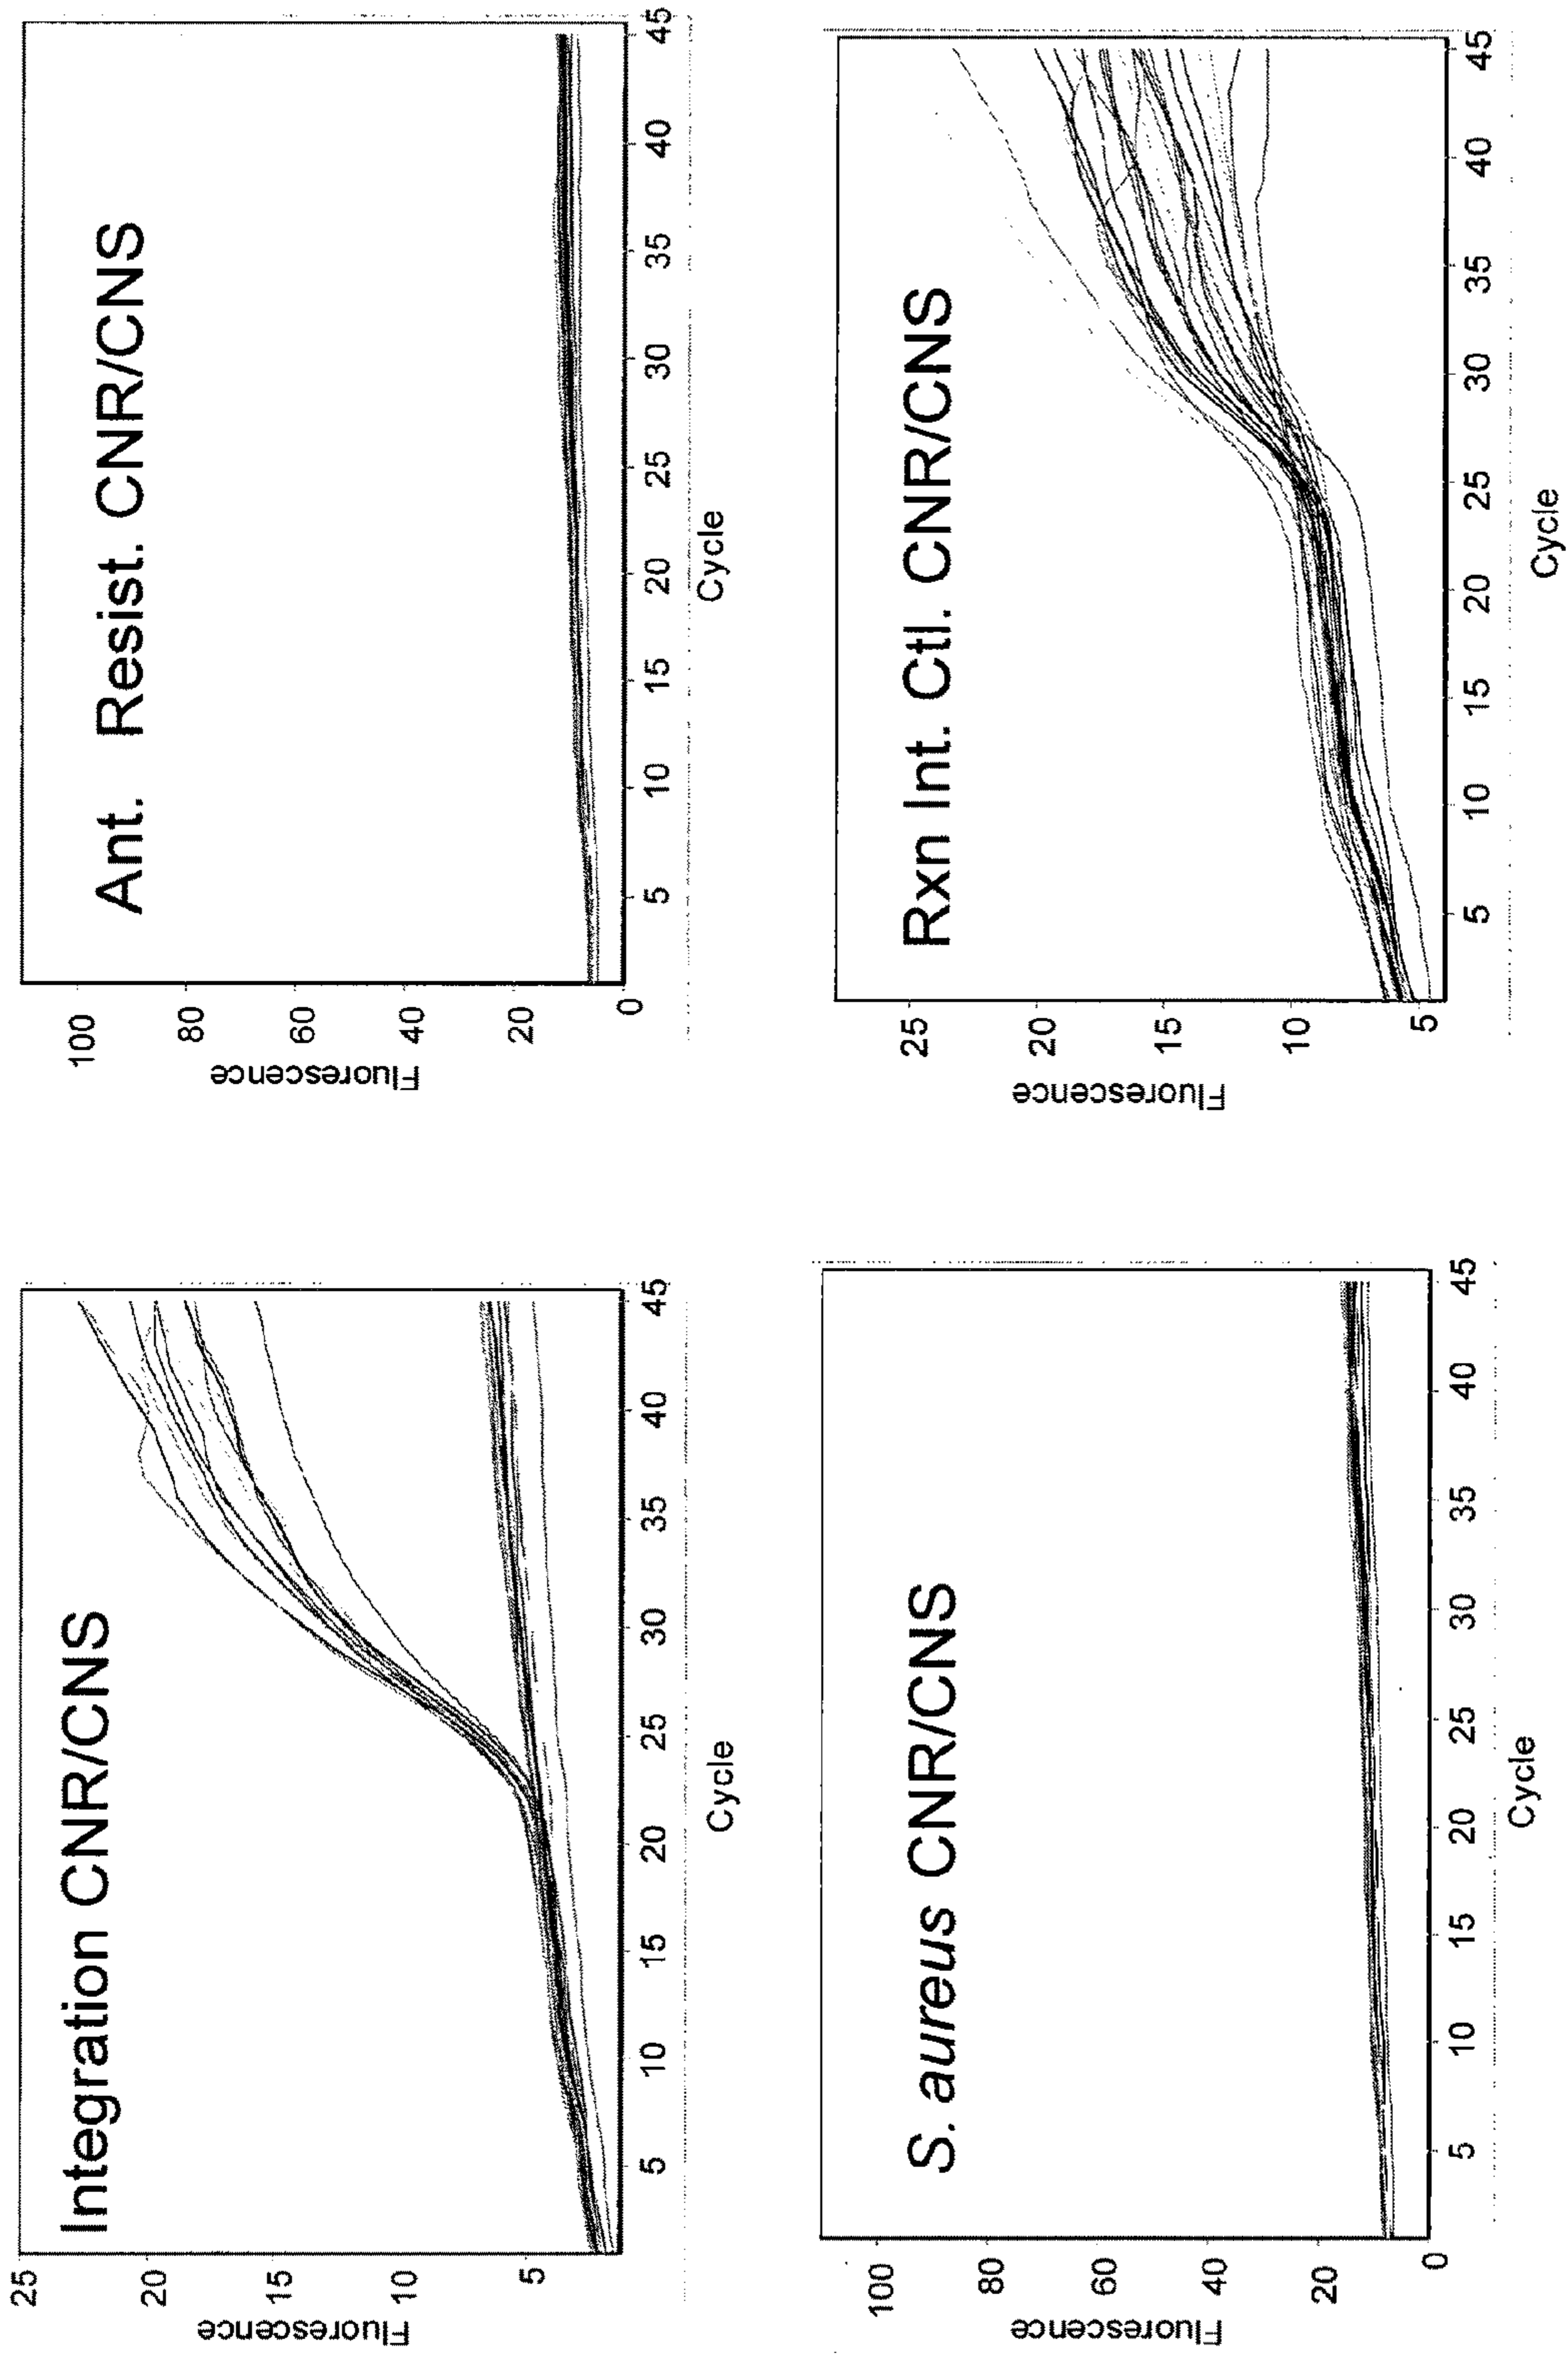 Integration CNR/CNS
25
20
15
10
5
Fluorescence
5 10 15 20 25 30 35 40 45
Cycle
Ant. Resist. CNR/CNS
100
80
60
40
20
0
Fluorescence
5 10 15 20 25 30 35 40 45
Cycle
S. aureus CNR/CNS
100
80
60
40
20
0
Fluorescence
5 10 15 20 25 30 35 40 45
Cycle
Rxn Int. Ctl. CNR/CNS
25
20
15
10
5
Fluorescence
5 10 15 20 25 30 35 40 45
Cycle